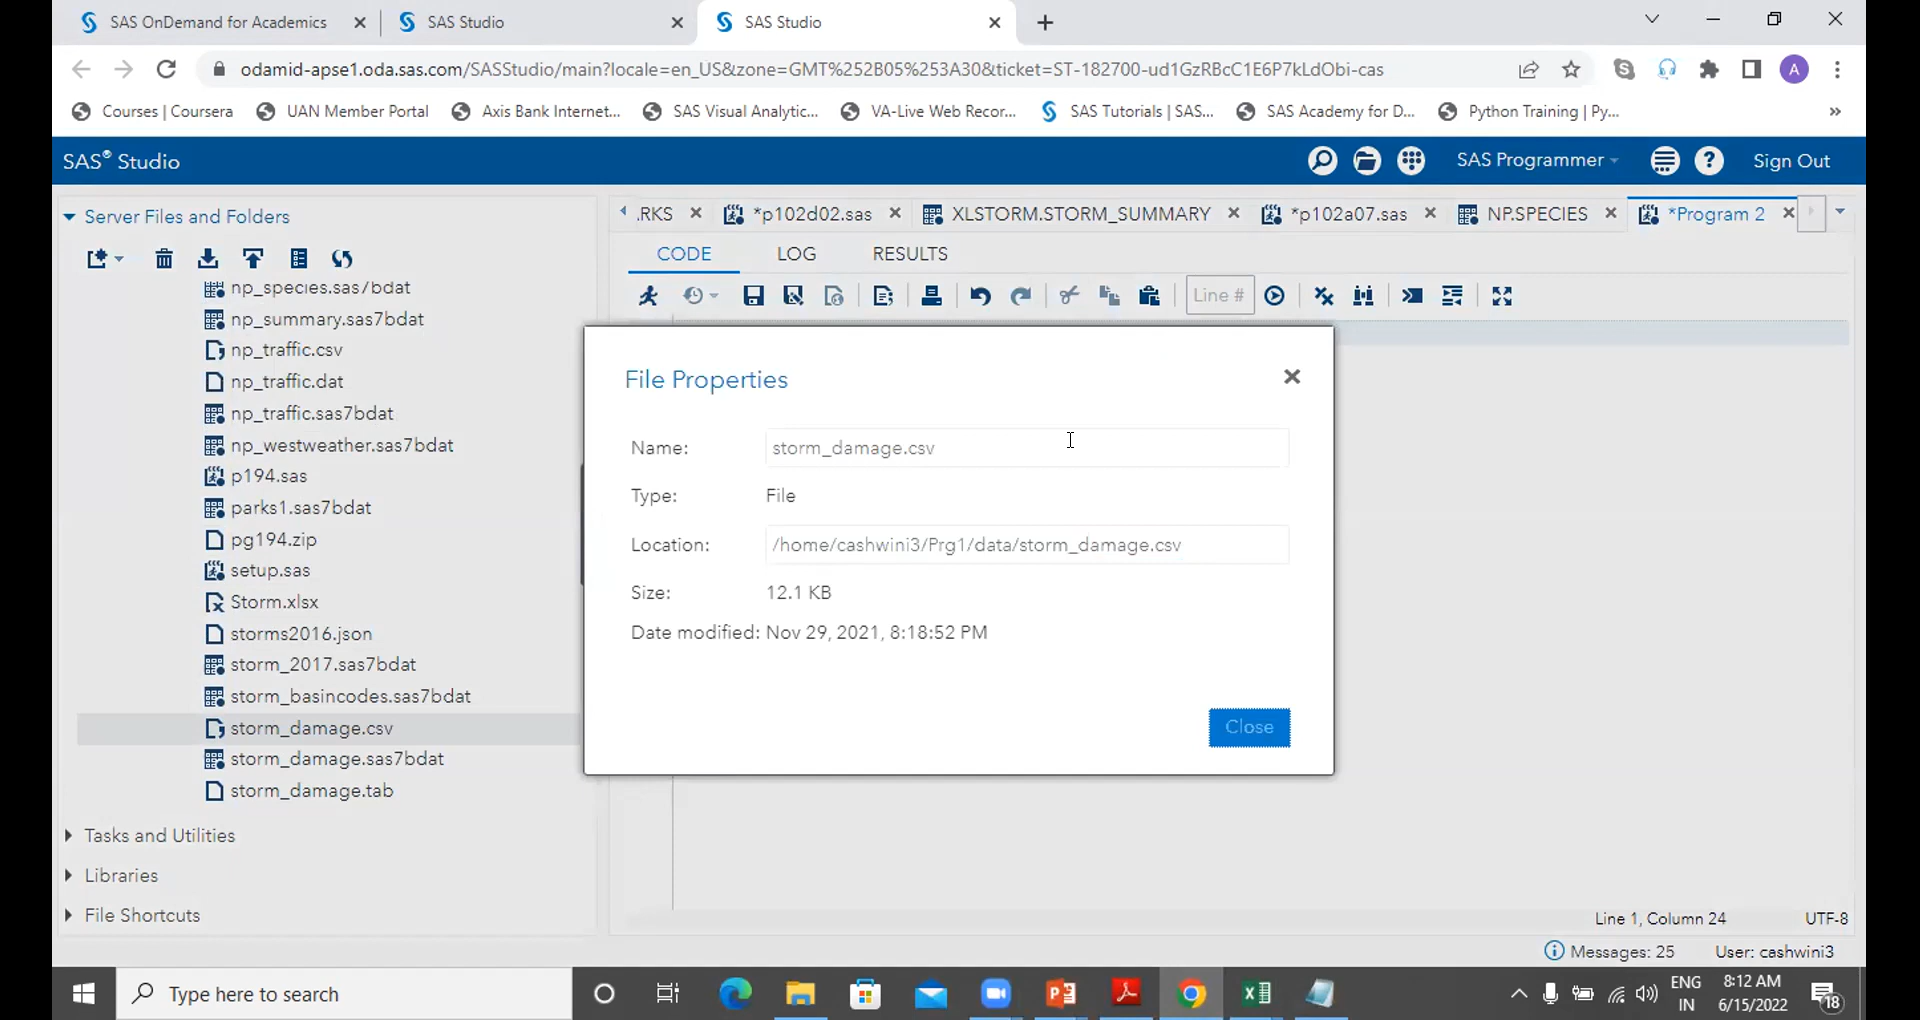 SAS OnDemand for Academics
SAS Studio
SAS Studio
odamid-apse1.oda.sas.com/SASStudio/main?locale=en_US&zone=GMT%252B05%253A30&ticket=ST-182700-ud1GzRBcC1E6P7kLdObi-cas
A
Courses | Coursera
UAN Member Portal
Axis Bank Internet...
SAS Visual Analytic...
VA-Live Web Recor...
SAS Tutorials | SAS...
SAS Academy for D...
Python Training | Py...
»
SAS® Studio
SAS Programmer
Sign Out
Server Files and Folders
.RKS
*p102d02.sas
XLSTORM.STORM_SUMMARY
*p102a07.sas
NP.SPECIES
*Program 2
CODE
LOG
RESULTS
Line #
np_species.sas7bdat
np_summary.sas7bdat
np_traffic.csv
np_traffic.dat
np_traffic.sas7bdat
np_westweather.sas7bdat
p194.sas
parks1.sas7bdat
pg194.zip
setup.sas
Storm.xlsx
storms2016.json
storm_2017.sas7bdat
storm_basincodes.sas7bdat
storm_damage.csv
storm_damage.sas7bdat
storm_damage.tab
Tasks and Utilities
Libraries
File Shortcuts
File Properties
Name: storm_damage.csv
Type: File
Location: /home/cashwini3/Prg1/data/storm_damage.csv
Size: 12.1 KB
Date modified: Nov 29, 2021, 8:18:52 PM
Close
Line 1, Column 24
UTF-8
Messages: 25
User: cashwini3
Type here to search
ENG
IN
8:12 AM
6/15/2022
18